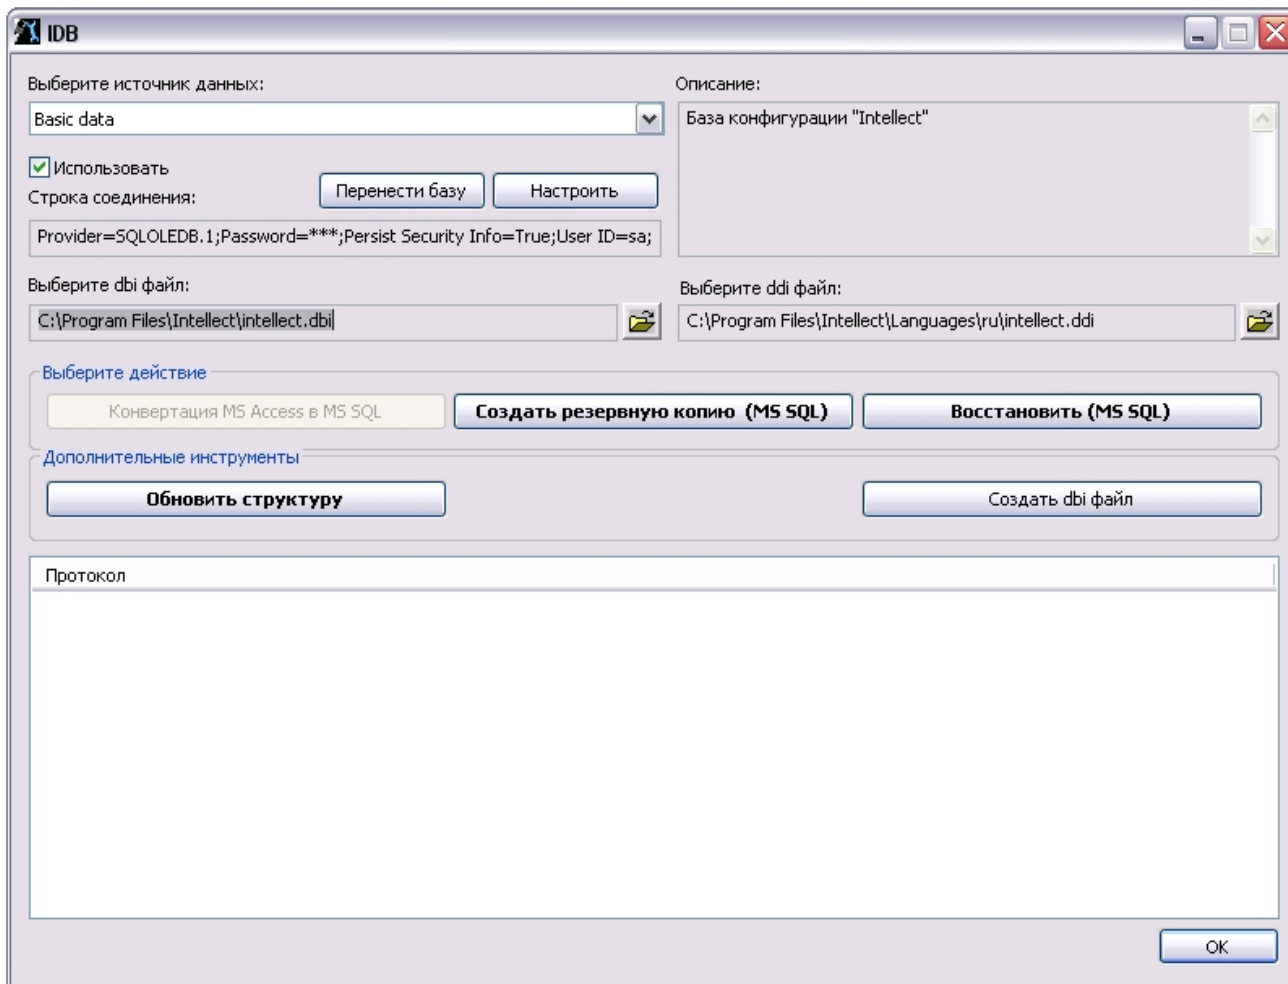 IDB
Выберите источник данных:
Basic data
Описание:
База конфигурации "Intellect"
Использовать
Строка соединения:
Перенести базу
Настроить
Provider=SQLOLEDB.1;Password=***;Persist Security Info=True;User ID=sa;
Выберите dbi файл:
C:\Program Files\Intellect\intellect.dbi
Выберите ddi файл:
C:\Program Files\Intellect\Languages\ru\intellect.ddi
Выберите действие
Конвертация MS Access в MS SQL
Создать резервную копию (MS SQL)
Восстановить (MS SQL)
Дополнительные инструменты
Обновить структуру
Создать dbi файл
Протокол
OK